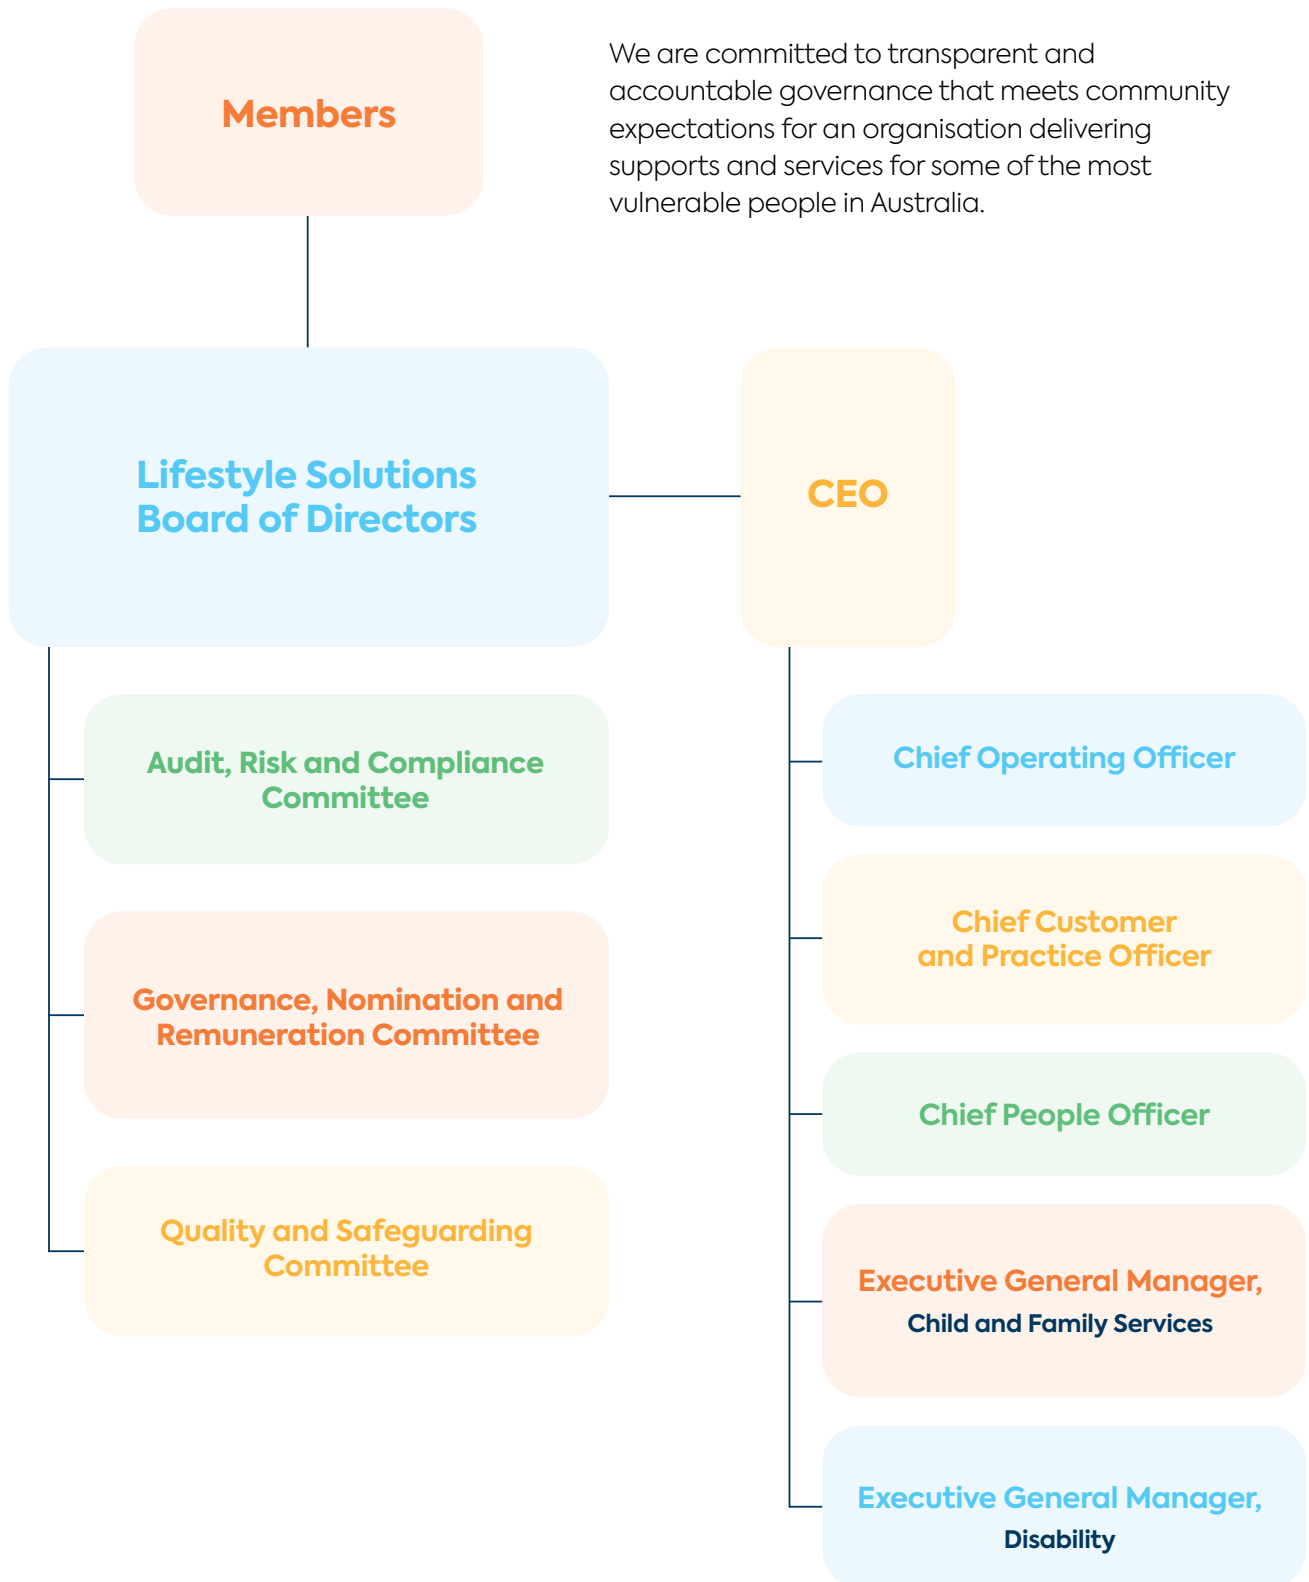 Members
We are committed to transparent and
accountable governance that meets community
expectations for an organisation delivering
supports and services for some of the most
vulnerable people in Australia.
Lifestyle Solutions
Board of Directors
CEO
Audit, Risk and Compliance
Committee
Governance, Nomination and
Remuneration Committee
Quality and Safeguarding
Committee
Chief Operating Officer
Chief Customer
and Practice Officer
Chief People Officer
Executive General Manager,
Child and Family Services
Executive General Manager,
Disability